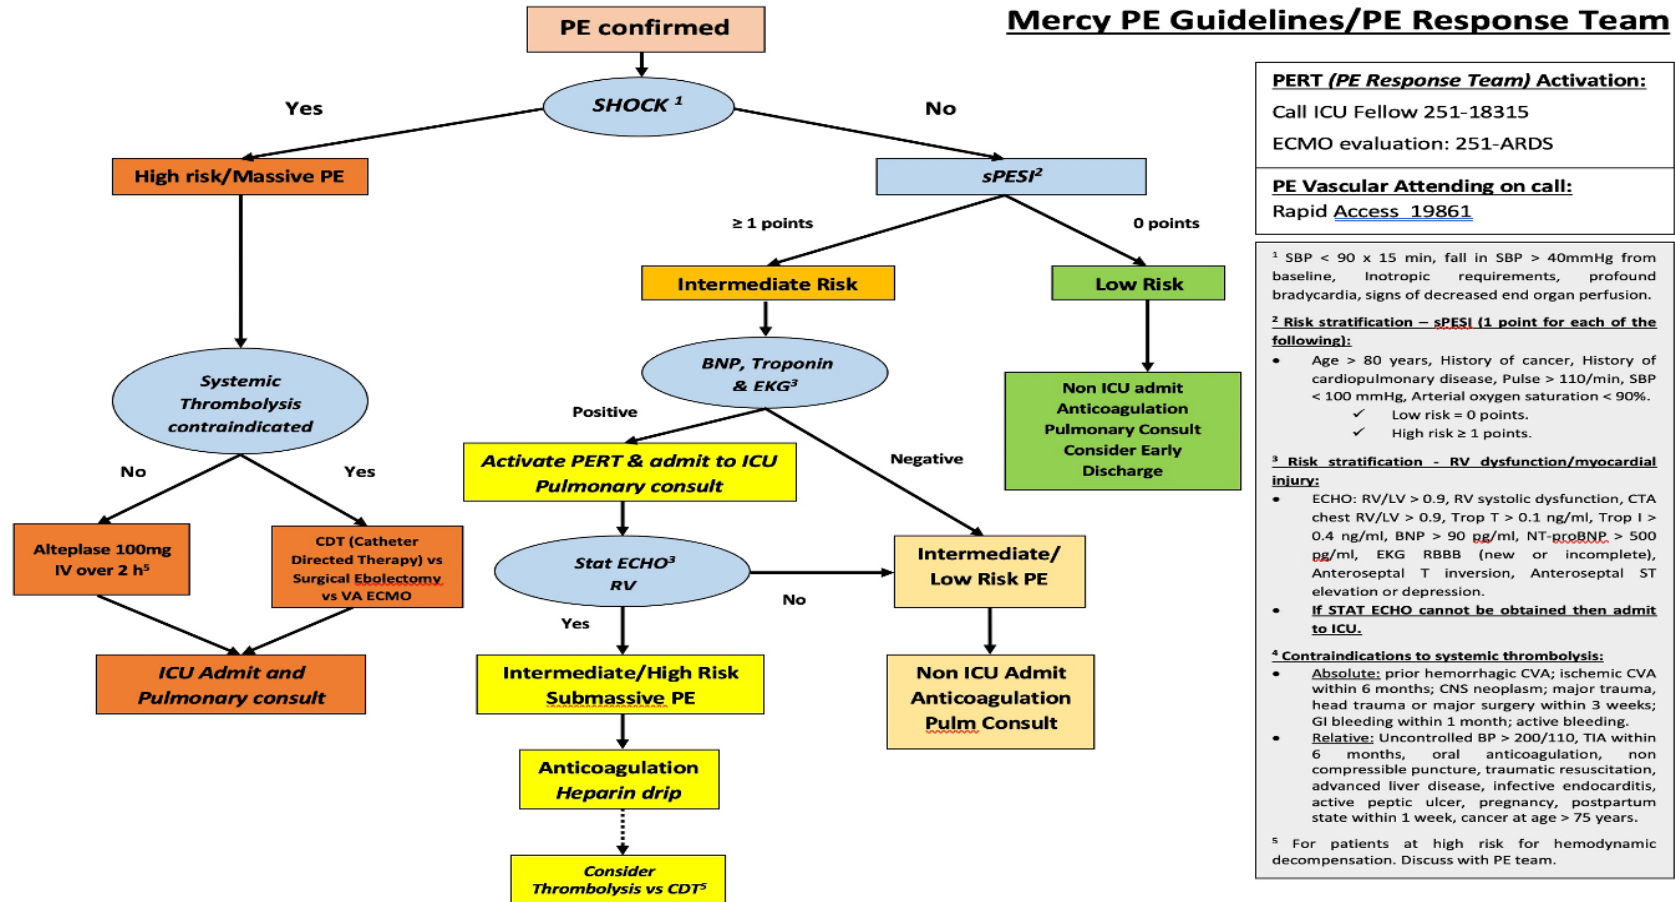 Mercy PE Guidelines/PE Response Team
PE confirmed
SHOCK 1
Yes
No
High risk/Massive PE
sPESI2
≥ 1 points
0 points
Intermediate Risk
Low Risk
BNP, Troponin
& EKG3
Systemic
Thrombolysis
contraindicated
Non ICU admit
Anticoagulation
Pulmonary Consult
Consider Early
Discharge
Positive
Negative
No
Yes
Activate PERT & admit to ICU
Pulmonary consult
Alteplase 100mg
IV over 2 h5
CDT (Catheter
Directed Therapy) vs
Surgical Ebolectomy
vs VA ECMO
Stat ECHO3
RV
No
Intermediate/
Low Risk PE
Yes
ICU Admit and
Pulmonary consult
Intermediate/High Risk
Submassive PE
Non ICU Admit
Anticoagulation
Pulm Consult
Anticoagulation
Heparin drip
Consider
Thrombolysis vs CDT5
PERT (PE Response Team) Activation:
Call ICU Fellow 251-18315
ECMO evaluation: 251-ARDS
PE Vascular Attending on call:
Rapid Access 19861
1 SBP < 90 x 15 min, fall in SBP > 40mmHg from
baseline, Inotropic requirements, profound
bradycardia, signs of decreased end organ perfusion.
2 Risk stratification – sPESI (1 point for each of the
following):
• Age > 80 years, History of cancer, History of
cardiopulmonary disease, Pulse > 110/min, SBP
< 100 mmHg, Arterial oxygen saturation < 90%.
✓ Low risk = 0 points.
✓ High risk ≥ 1 points.
3 Risk stratification - RV dysfunction/myocardial
injury:
• ECHO: RV/LV > 0.9, RV systolic dysfunction, CTA
chest RV/LV > 0.9, Trop T > 0.1 ng/ml, Trop I >
0.4 ng/ml, BNP > 90 pg/ml, NT-proBNP > 500
pg/ml, EKG RBBB (new or incomplete),
Anteroseptal T inversion, Anteroseptal ST
elevation or depression.
• If STAT ECHO cannot be obtained then admit
to ICU.
4 Contraindications to systemic thrombolysis:
• Absolute: prior hemorrhagic CVA; ischemic CVA
within 6 months; CNS neoplasm; major trauma,
head trauma or major surgery within 3 weeks;
GI bleeding within 1 month; active bleeding.
• Relative: Uncontrolled BP > 200/110, TIA within
6 months, oral anticoagulation, non
compressible puncture, traumatic resuscitation,
advanced liver disease, infective endocarditis,
active peptic ulcer, pregnancy, postpartum
state within 1 week, cancer at age > 75 years.
5 For patients at high risk for hemodynamic
decompensation. Discuss with PE team.